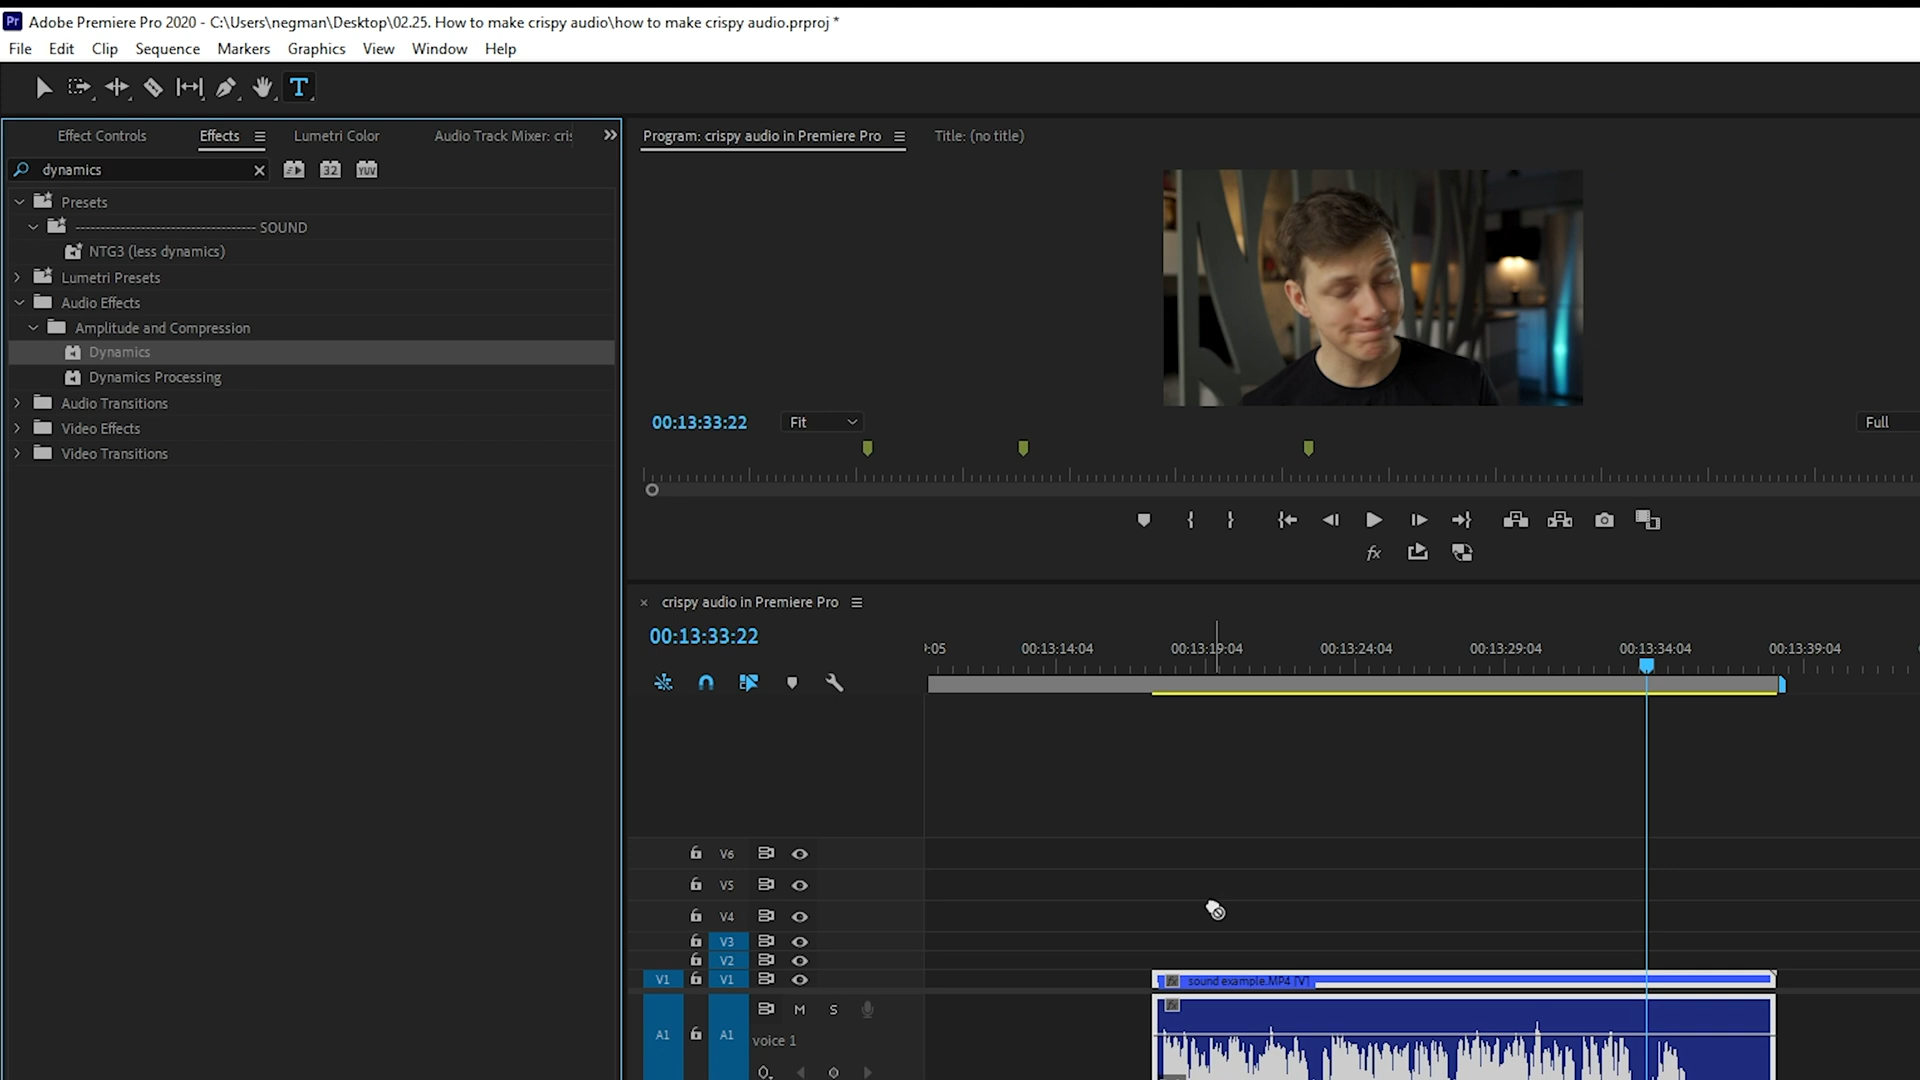 Pr Adobe Premiere Pro 2020 - C:\Users\negman\Desktop\02.25. How to make crispy audio\how to make crispy audio.prproj *
File Edit Clip Sequence Markers Graphics View Window Help
T
Effect Controls Effects Lumetri Color Audio Track Mixer: cris
Program: crispy audio in Premiere Pro Title: (no title)
dynamics 32 YUV
Presets
----------------------------------- SOUND
NTG3 (less dynamics)
Lumetri Presets
Audio Effects
Amplitude and Compression
Dynamics
Dynamics Processing
Audio Transitions
Video Effects
Video Transitions
00:13:33:22 Fit Full
fx
crispy audio in Premiere Pro
00:13:33:22
:05 00:13:14:04 00:13:19:04 00:13:24:04 00:13:29:04 00:13:34:04 00:13:39:04
V6
V5
V4
V3
V2
V1 V1 fx sound example.MP4 [V]
M S fx
A1 A1
voice 1